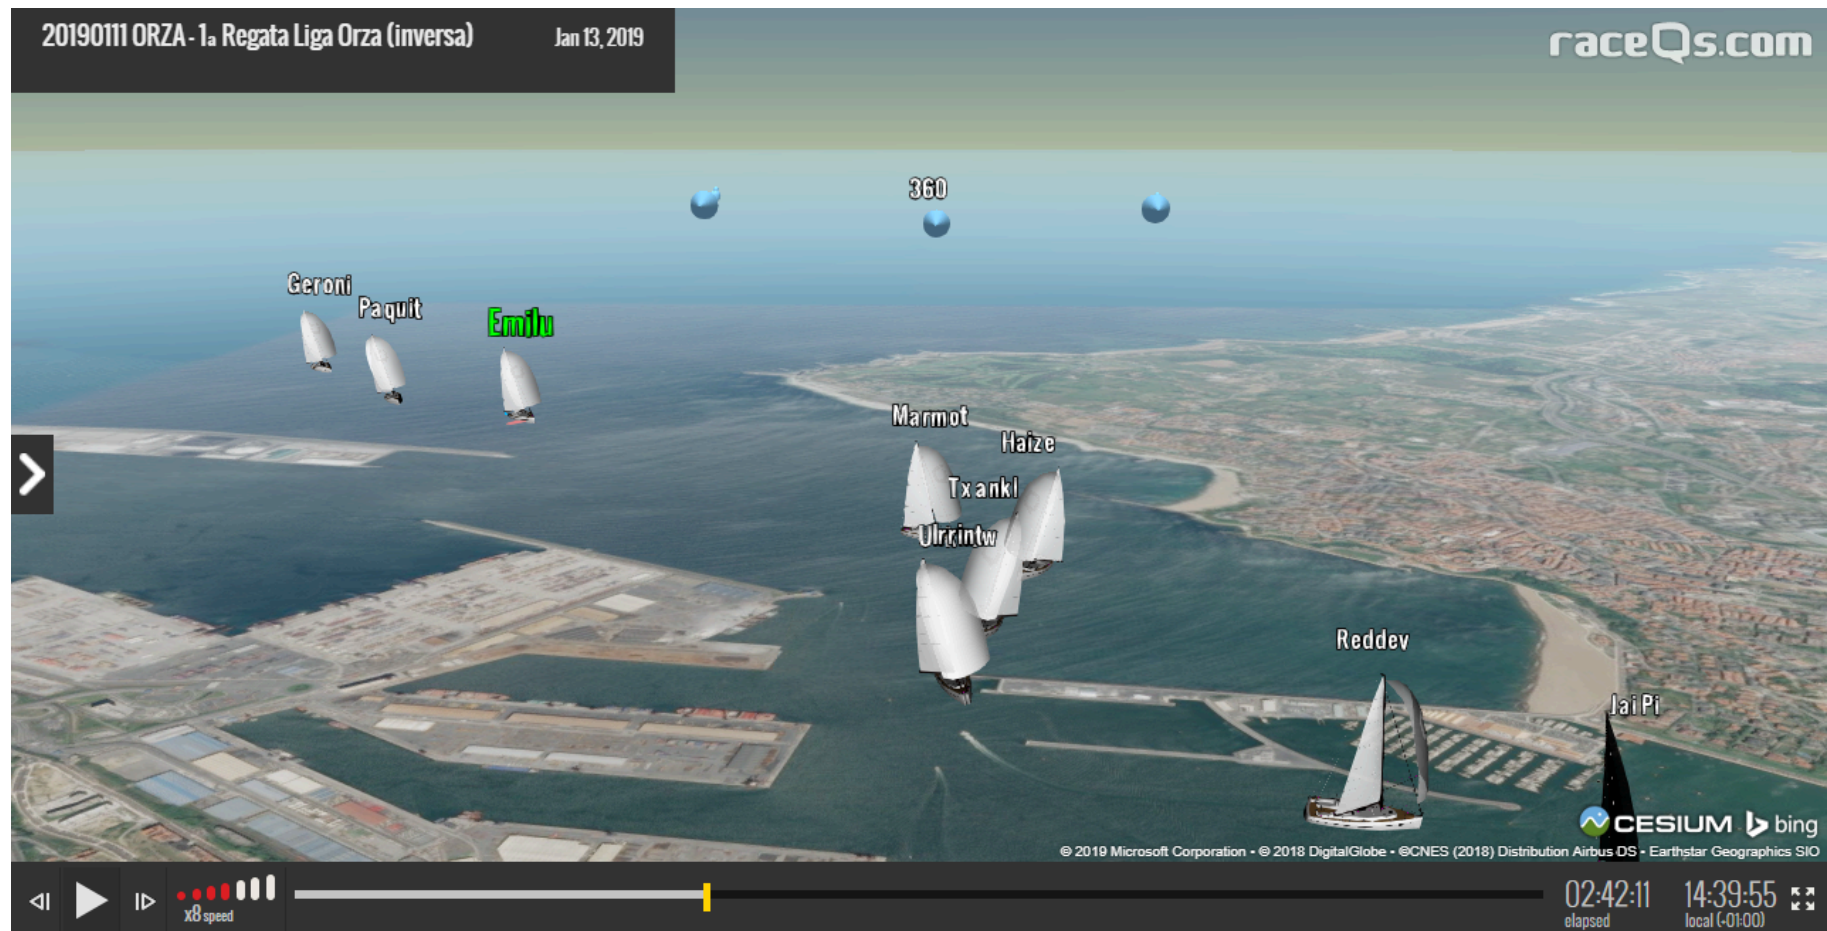 20190111 ORZA - 1a Regata Liga Orza (inversa) Jan 13, 2019
raceQs.com
360
Geroni
Paquit
Emilu
Marmot
Haize
Txankl
Reddev
Jai Pi
CESIUM bing
© 2019 Microsoft Corporation • © 2018 DigitalGlobe • ©CNES (2018) Distribution Airbus DS • Earthstar Geographics SIO
x8 speed
02:42:11 14:39:55
elapsed local (+01:00)